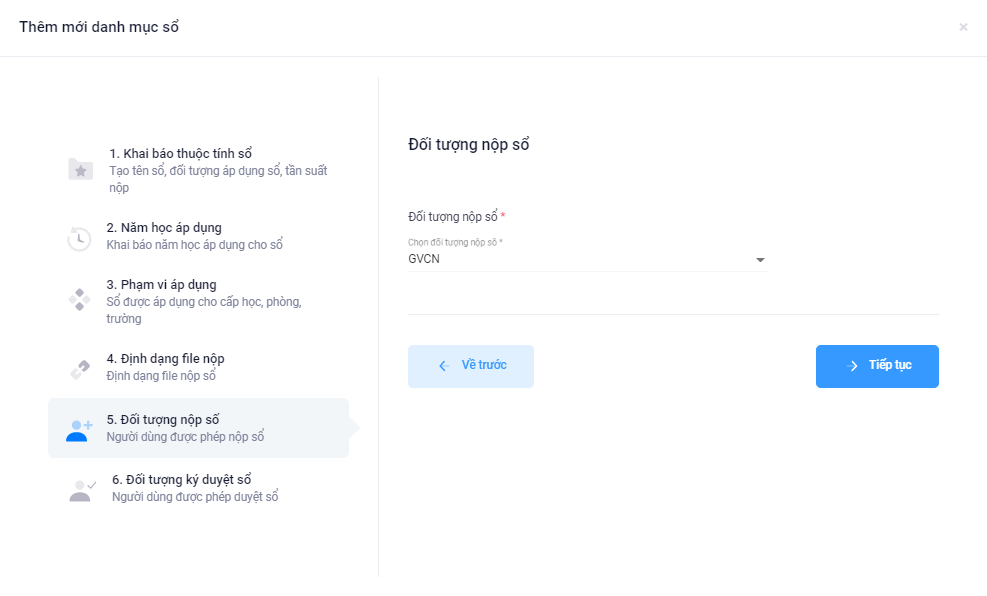 Thêm mới danh mục sổ
×
1. Khai báo thuộc tính sổ
Tạo tên sổ, đối tượng áp dụng sổ, tần suất
nộp
2. Năm học áp dụng
Khai báo năm học áp dụng cho sổ
3. Phạm vi áp dụng
Sổ được áp dụng cho cấp học, phòng,
trường
4. Định dạng file nộp
Định dạng file nộp sổ
5. Đối tượng nộp sổ
Người dùng được phép nộp sổ
6. Đối tượng ký duyệt sổ
Người dùng được phép duyệt sổ
Đối tượng nộp sổ
Đối tượng nộp sổ *
Chọn đối tượng nộp sổ *
GVCN
Về trước
Tiếp tục